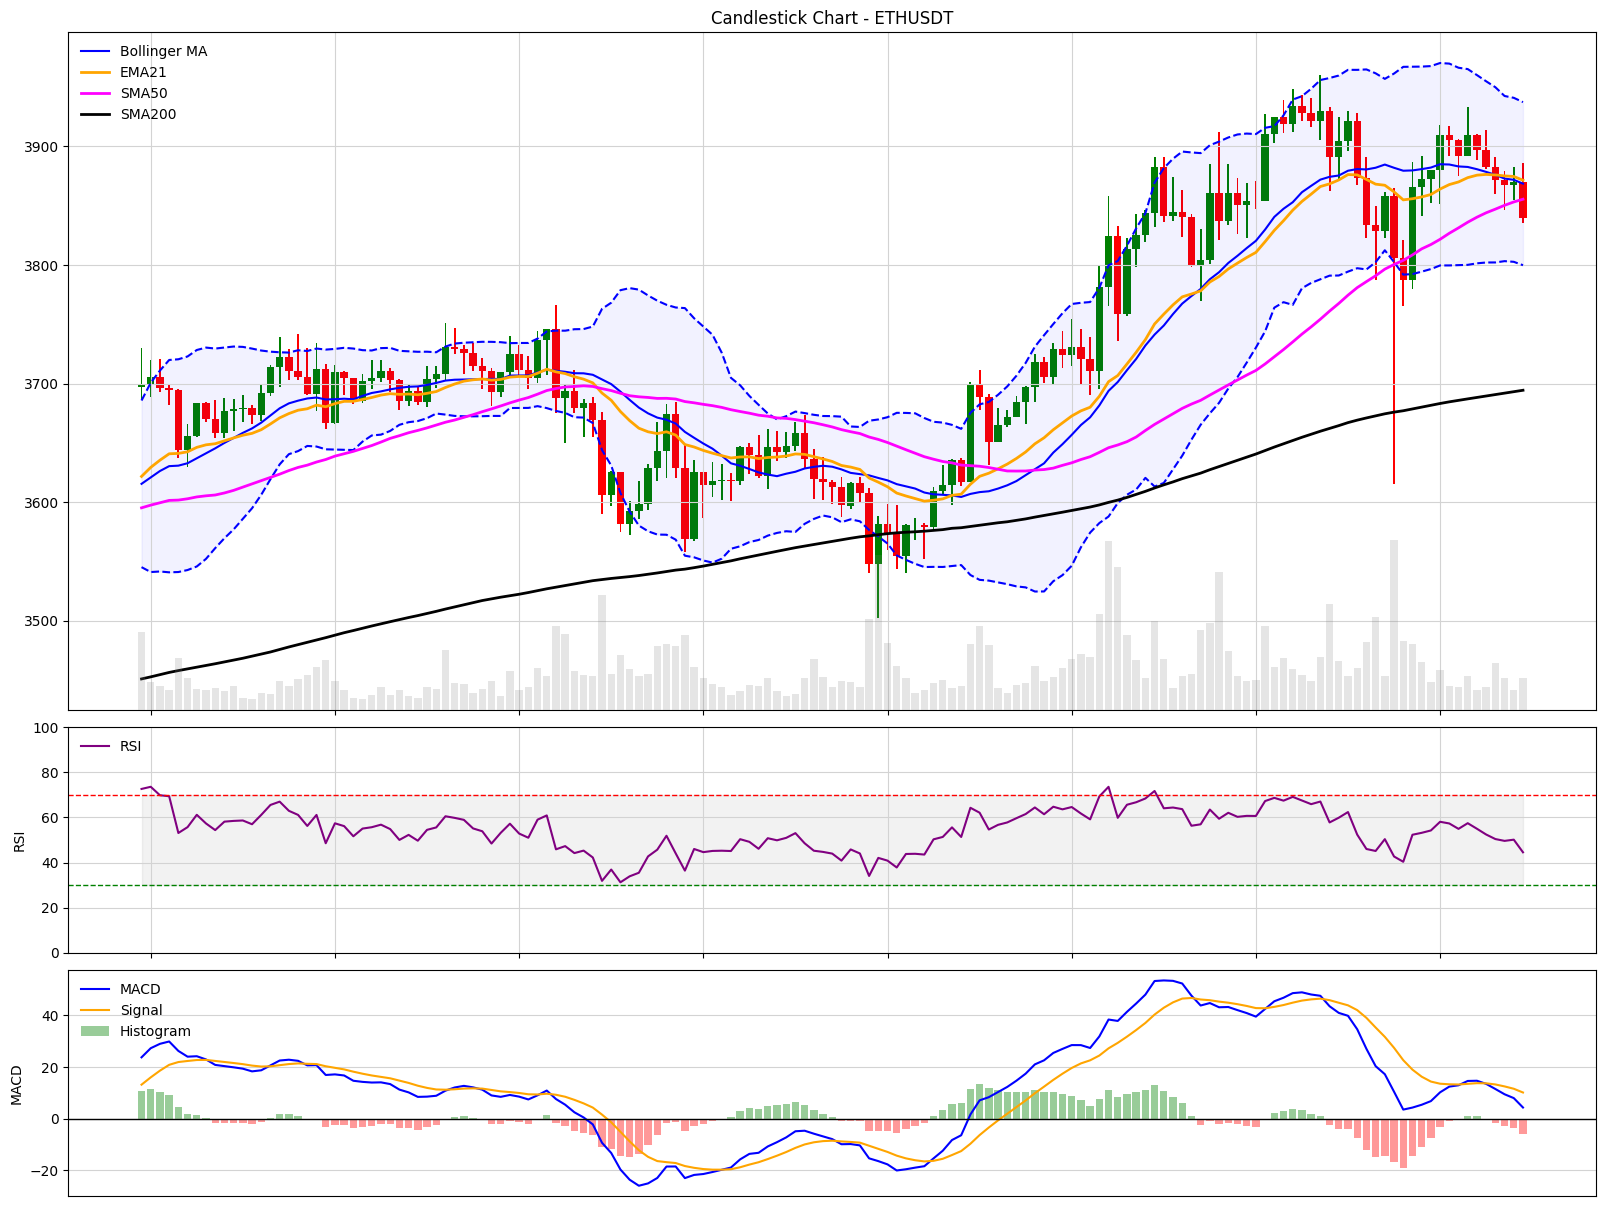 Candlestick Chart - ETHUSDT
Bollinger MA
EMA21
SMA50
SMA200
3900
3800
3700
3600
3500
RSI
100
80
60
40
20
0
RSI
MACD
Signal
Histogram
40
20
0
−20
MACD